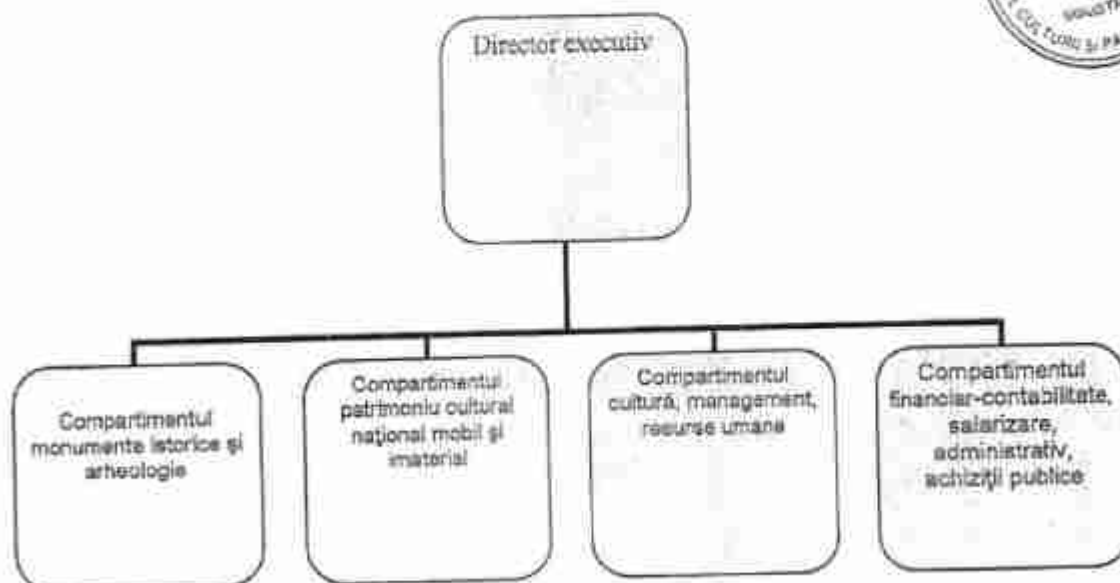 Director executiv
Compartimentul
monumente istorice și
arheologie
Compartimentul
patrimoniu cultural
național mobil și
imaterial
Compartimentul
cultură, management,
resurse umane
Compartimentul
financiar-contabilitate,
salarizare,
administrativ,
achiziții publice